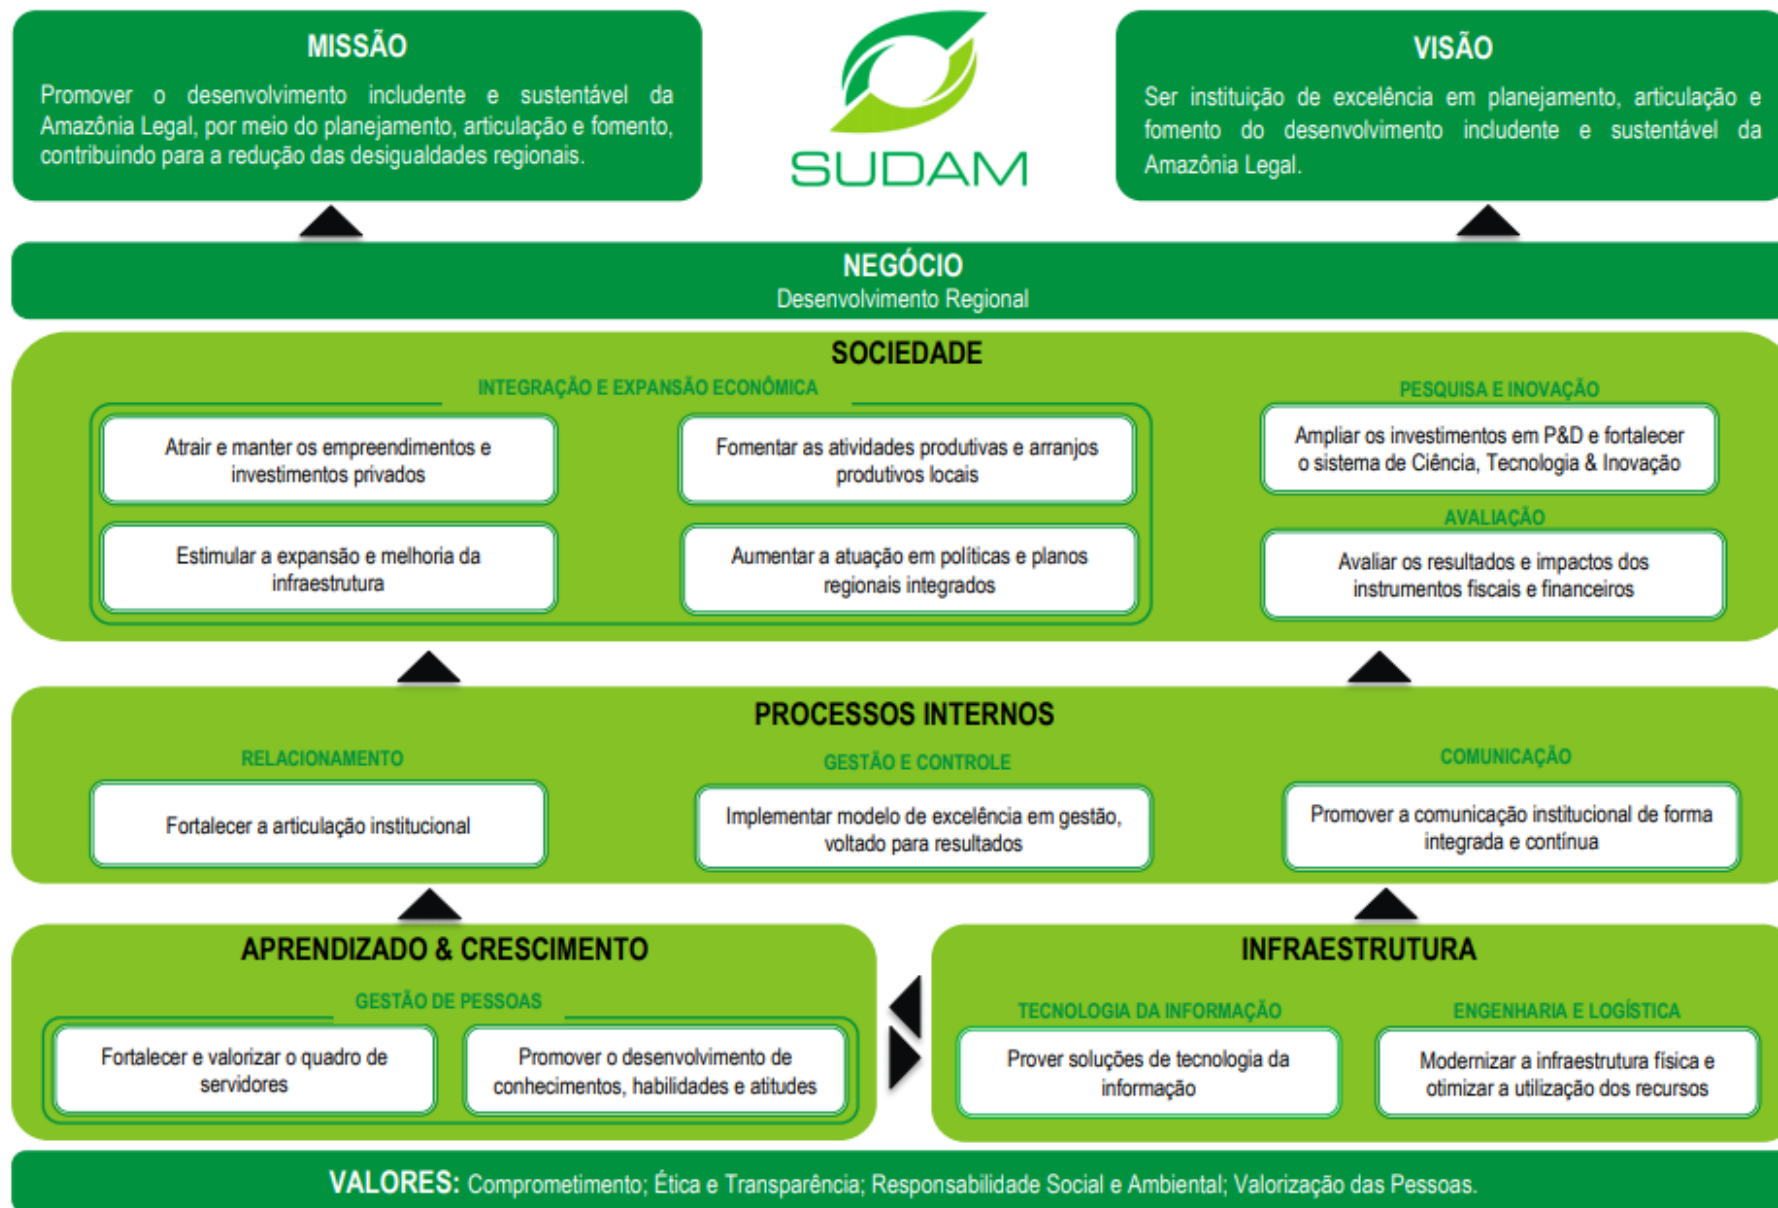 MISSÃO
Promover o desenvolvimento includente e sustentável da
Amazônia Legal, por meio do planejamento, articulação e fomento,
contribuindo para a redução das desigualdades regionais.
SUDAM
VISÃO
Ser instituição de excelência em planejamento, articulação e
fomento do desenvolvimento includente e sustentável da
Amazônia Legal.
NEGÓCIO
Desenvolvimento Regional
SOCIEDADE
INTEGRAÇÃO E EXPANSÃO ECONÔMICA
Atrair e manter os empreendimentos e
investimentos privados
Fomentar as atividades produtivas e arranjos
produtivos locais
Estimular a expansão e melhoria da
infraestrutura
Aumentar a atuação em políticas e planos
regionais integrados
PESQUISA E INOVAÇÃO
Ampliar os investimentos em P&D e fortalecer
o sistema de Ciência, Tecnologia & Inovação
AVALIAÇÃO
Avaliar os resultados e impactos dos
instrumentos fiscais e financeiros
PROCESSOS INTERNOS
RELACIONAMENTO
Fortalecer a articulação institucional
GESTÃO E CONTROLE
Implementar modelo de excelência em gestão,
voltado para resultados
COMUNICAÇÃO
Promover a comunicação institucional de forma
integrada e contínua
APRENDIZADO & CRESCIMENTO
GESTÃO DE PESSOAS
Fortalecer e valorizar o quadro de
servidores
Promover o desenvolvimento de
conhecimentos, habilidades e atitudes
INFRAESTRUTURA
TECNOLOGIA DA INFORMAÇÃO
Prover soluções de tecnologia da
informação
ENGENHARIA E LOGÍSTICA
Modernizar a infraestrutura física e
otimizar a utilização dos recursos
VALORES: Comprometimento; Ética e Transparência; Responsabilidade Social e Ambiental; Valorização das Pessoas.